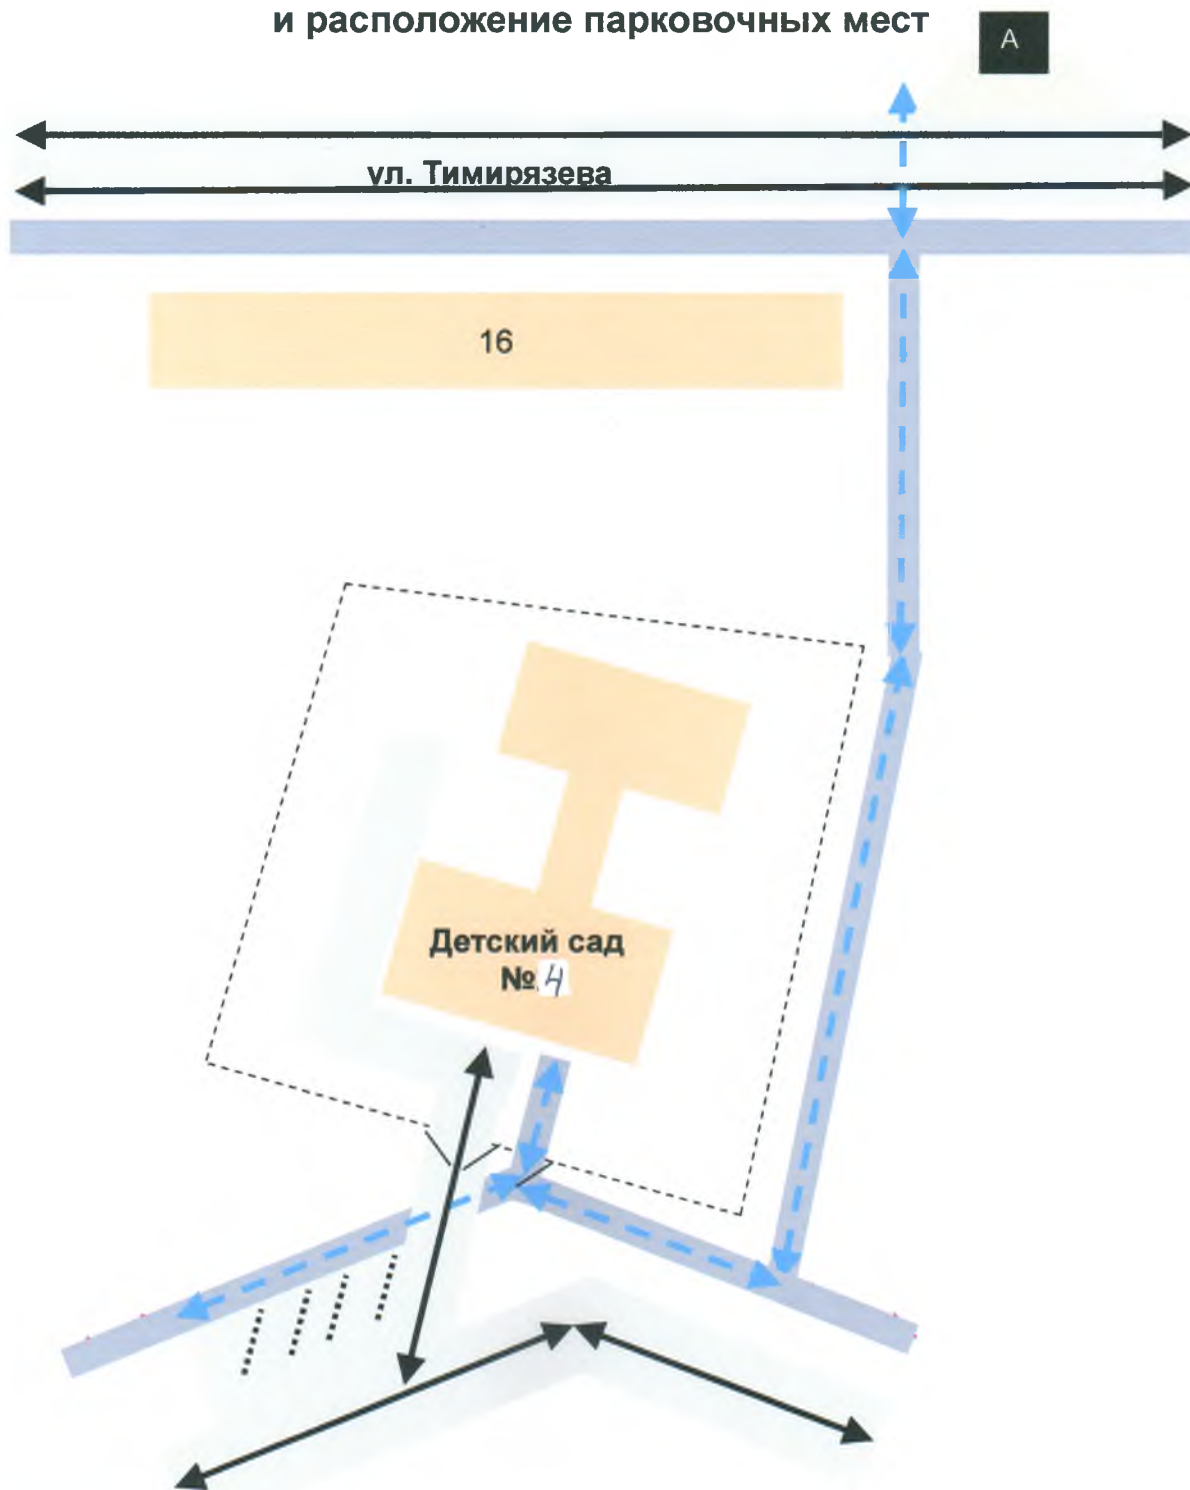 и расположение парковочных мест
А
ул. Тимирязева
16
Детский сад
№ 4